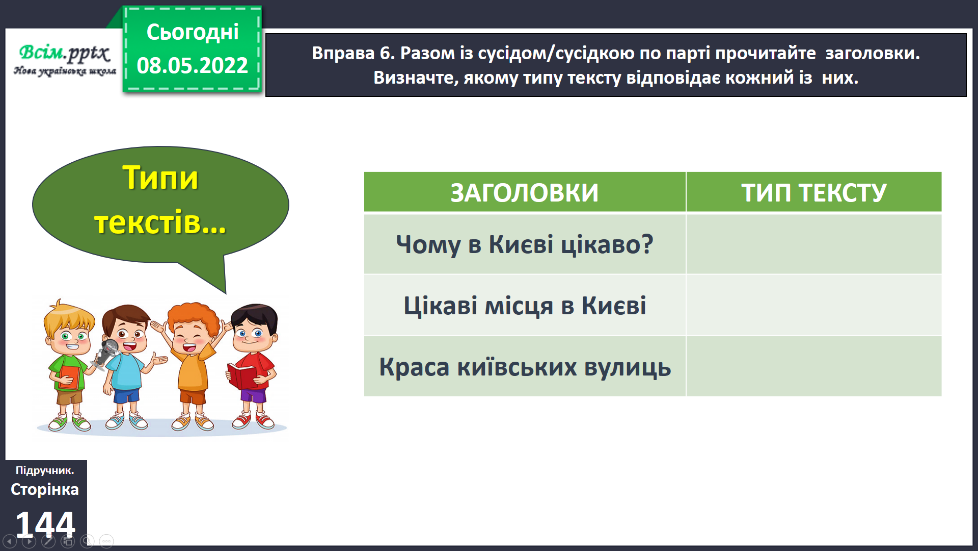 Всім.pptx
Нова українська школа
Сьогодні
08.05.2022
Вправа 6. Разом із сусідом/сусідкою по парті прочитайте заголовки.
Визначте, якому типу тексту відповідає кожний із них.
Типи
текстів...
ЗАГОЛОВКИ ТИП ТЕКСТУ
Чому в Києві цікаво?
Цікаві місця в Києві
Краса київських вулиць
Підручник.
Сторінка
144